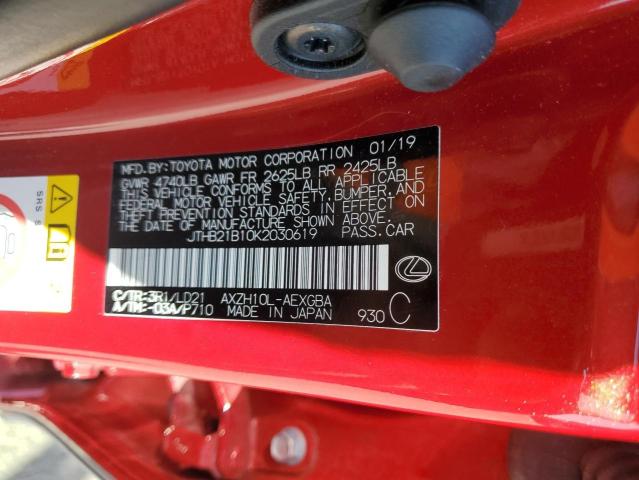 MFD.BY:TOYOTA MOTOR CORPORATION 01/19
GVWR 4740LB GAWR FR 2625LB RR 2425LB
THIS VEHICLE CONFORMS TO ALL APPLICABLE
FEDERAL MOTOR VEHICLE SAFETY,BUMPER,AND
THEFT PREVENTION STANDARDS IN EFFECT ON
THE DATE OF MANUFACTURE SHOWN ABOVE.
JTHB21B10K2030619 PASS.CAR
C/TR:3R1/LD21 AXZH10L-AEXGBA
A/TM:-03A/P710 MADE IN JAPAN 930 C
SRS